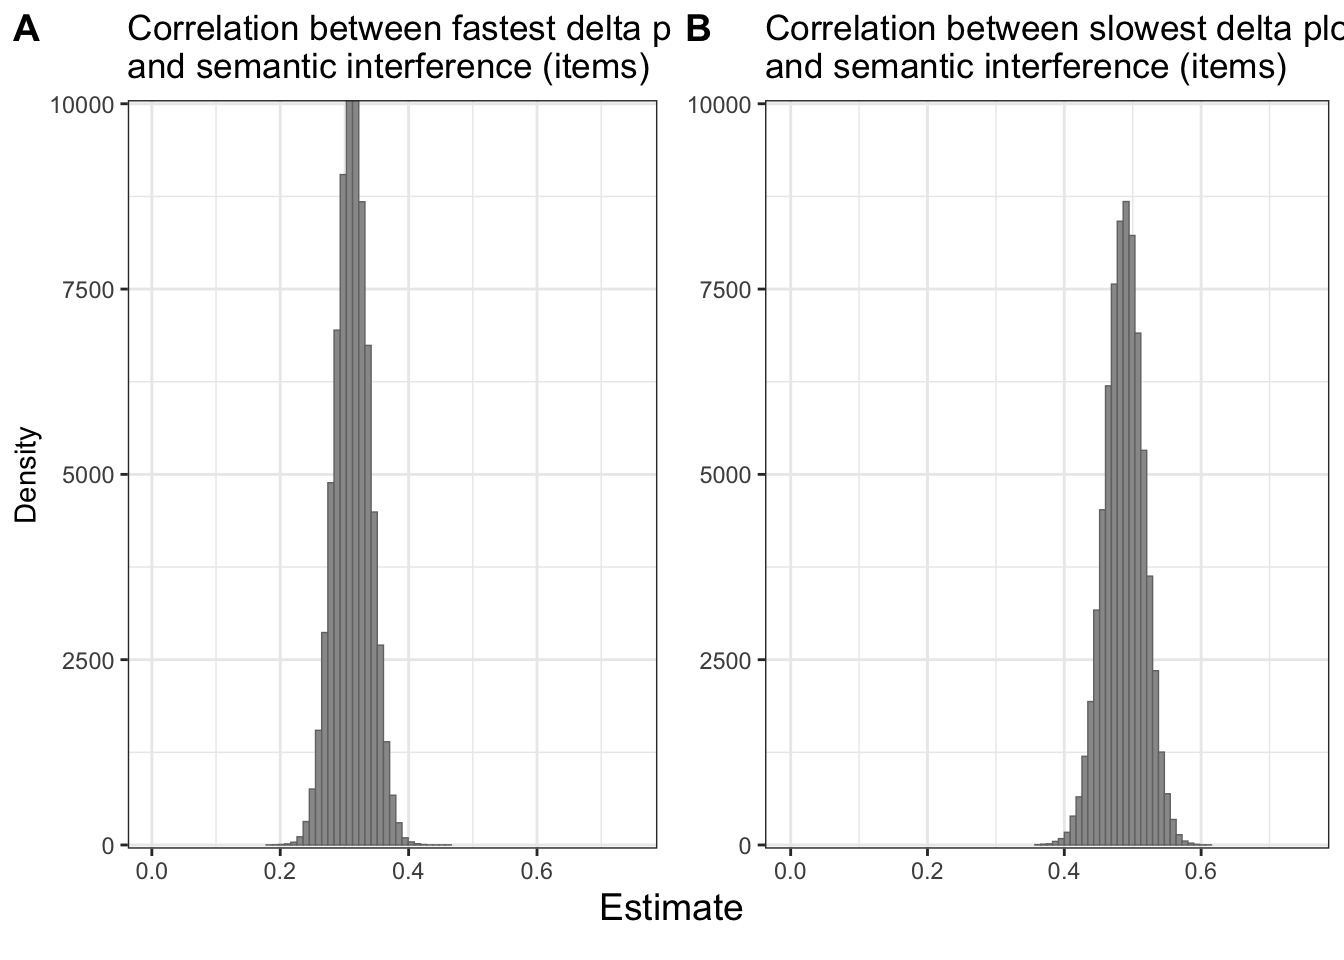 A
Correlation between fastest delta p
and semantic interference (items)
B
Correlation between slowest delta plo
and semantic interference (items)
Density
10000
7500
5000
2500
0
0.0 0.2 0.4 0.6
10000
7500
5000
2500
0
0.0 0.2 0.4 0.6
Estimate